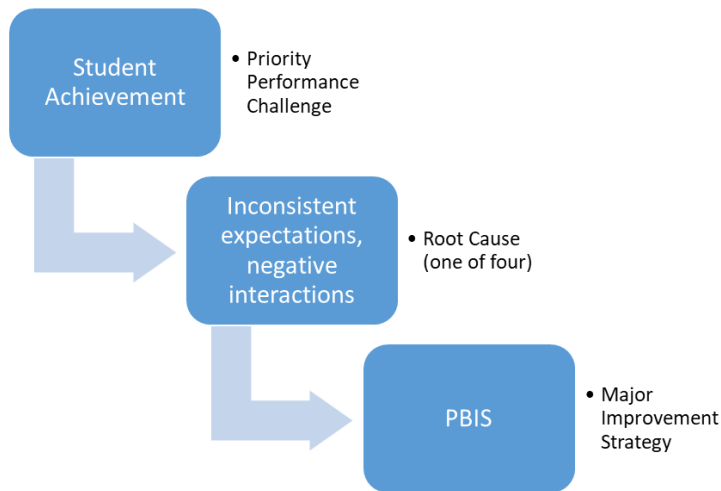 Student
Achievement
• Priority
Performance
Challenge
Inconsistent
expectations,
negative
interactions
• Root Cause
(one of four)
PBIS
• Major
Improvement
Strategy